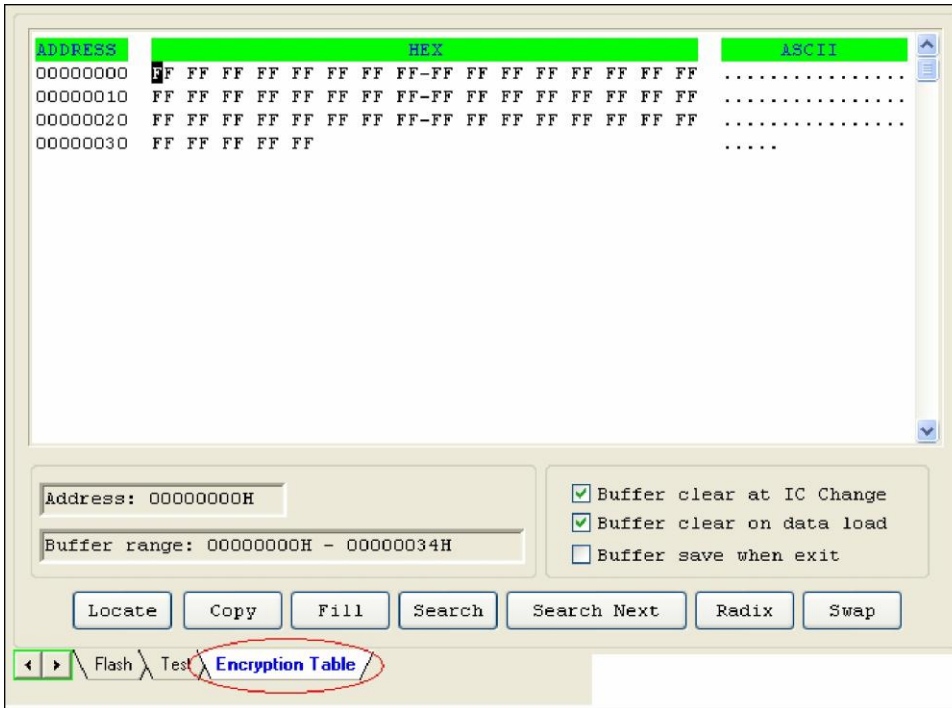 ADDRESS HEX ASCII
00000000 FF FF FF FF FF FF FF FF-FF FF FF FF FF FF FF FF ................
00000010 FF FF FF FF FF FF FF FF-FF FF FF FF FF FF FF FF ................
00000020 FF FF FF FF FF FF FF FF-FF FF FF FF FF FF FF FF ................
00000030 FF FF FF FF FF .....
Address: 00000000H
Buffer range: 00000000H - 00000034H
Buffer clear at IC Change
Buffer clear on data load
Buffer save when exit
Locate Copy Fill Search Search Next Radix Swap
Flash Test Encryption Table